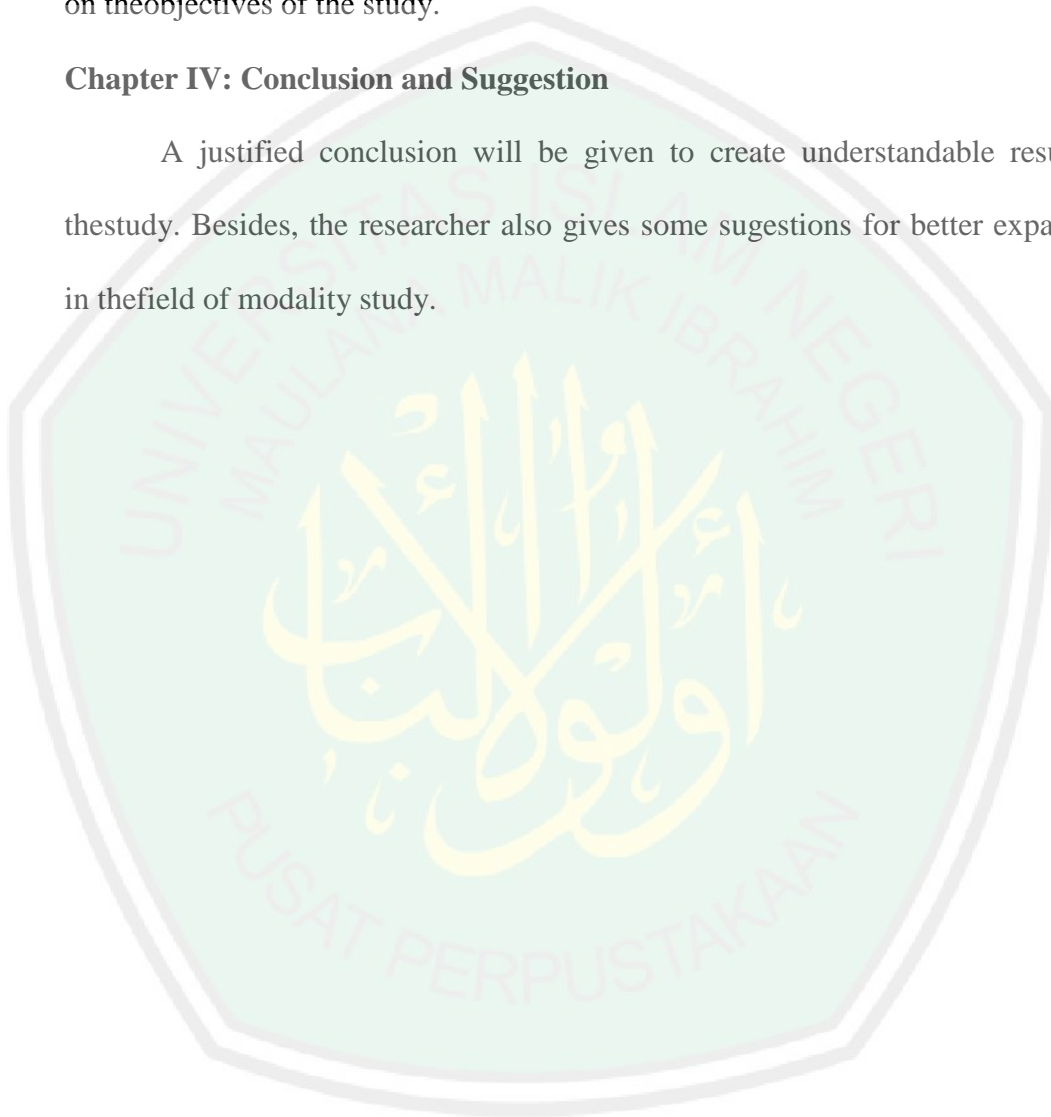 on theobjectives of the study.
Chapter IV: Conclusion and Suggestion
A justified conclusion will be given to create understandable
thestudy. Besides, the researcher also gives some sugestions for better
in thefield of modality study.
UNIVERSITAS ISLAM NEGERI
MAULANA MALIK IBRAHIM
أولوا الألباب
PUSAT PERPUSTAKAAN